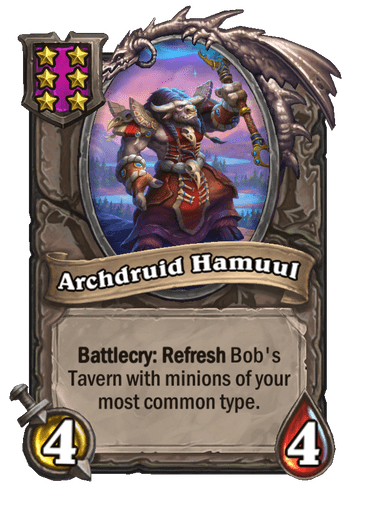 Archdruid Hamuul
Battlecry: Refresh Bob's
Tavern with minions of your
most common type.
4
4